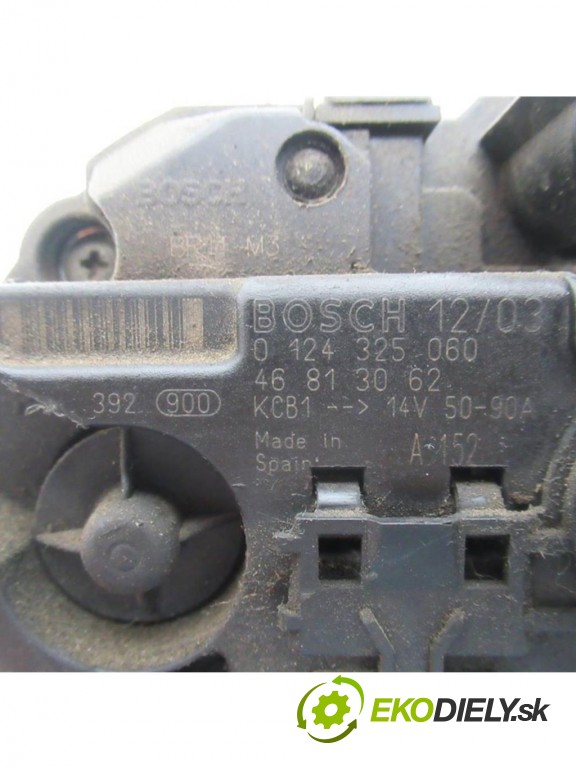 BOSCH
M3
BOSCH 12/03
0 124 325 060
46 81 30 62
392 900 KCB1 --> 14V 50-90A
Made in A 152
Spain
EKODIELY.sk